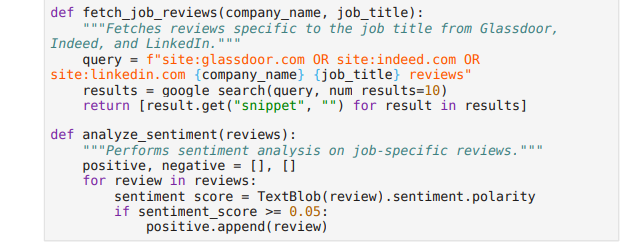 def fetch_job_reviews(company_name, job_title):
    """Fetches reviews specific to the job title from Glassdoor,
Indeed, and LinkedIn."""
    query = f"site:glassdoor.com OR site:indeed.com OR
site:linkedin.com {company_name} {job_title} reviews"
    results = google search(query, num results=10)
    return [result.get("snippet", "") for result in results]
def analyze_sentiment(reviews):
    """Performs sentiment analysis on job-specific reviews."""
    positive, negative = [], []
    for review in reviews:
        sentiment score = TextBlob(review).sentiment.polarity
        if sentiment_score >= 0.05:
            positive.append(review)